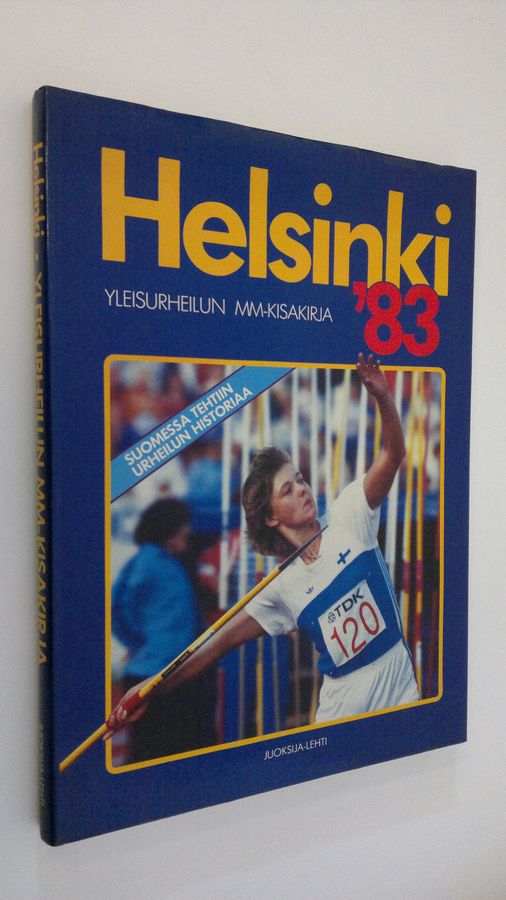 Helsinki
'83
YLEISURHEILUN MM-KISAKIRJA
SUOMESSA TEHTIIN
URHEILUN HISTORIAA
TDK
120
JUOKSIJA-LEHTI
Helsinki • YLEISURHEILUN MM-KISAKIRJA